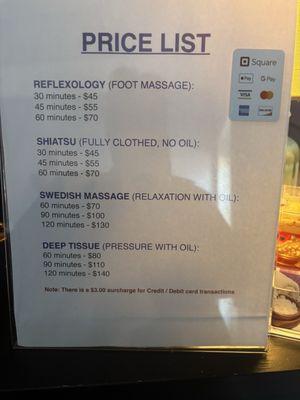 PRICE LIST
Square
Pay
G Pay
VISA
REFLEXOLOGY (FOOT MASSAGE):
30 minutes - $45
45 minutes - $55
60 minutes - $70
SHIATSU (FULLY CLOTHED, NO OIL):
30 minutes - $45
45 minutes - $55
60 minutes - $70
SWEDISH MASSAGE (RELAXATION WITH OIL):
60 minutes - $70
90 minutes - $100
120 minutes - $130
DEEP TISSUE (PRESSURE WITH OIL):
60 minutes - $80
90 minutes - $110
120 minutes - $140
Note: There is a $3.00 surcharge for Credit / Debit card transactions